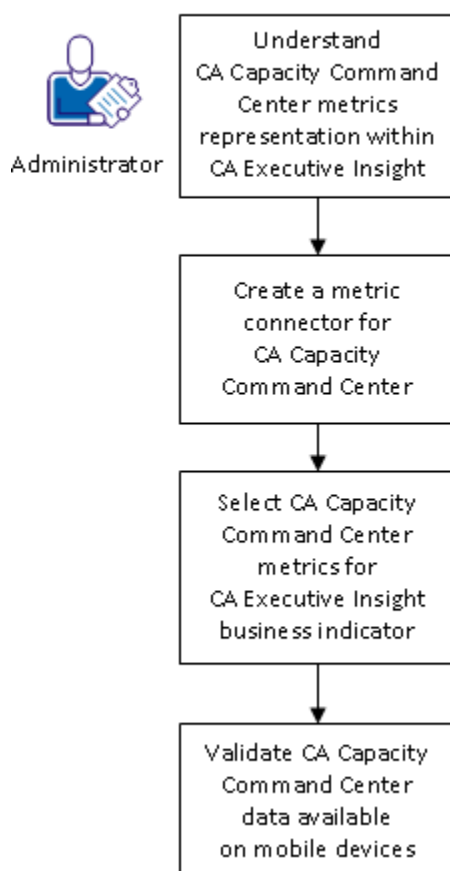 Administrator
Understand
CA Capacity Command
Center metrics
representation within
CA Executive Insight
Create a metric
connector for
CA Capacity
Command Center
Select CA Capacity
Command Center
metrics for
CA Executive Insight
business indicator
Validate CA Capacity
Command Center
data available
on mobile devices